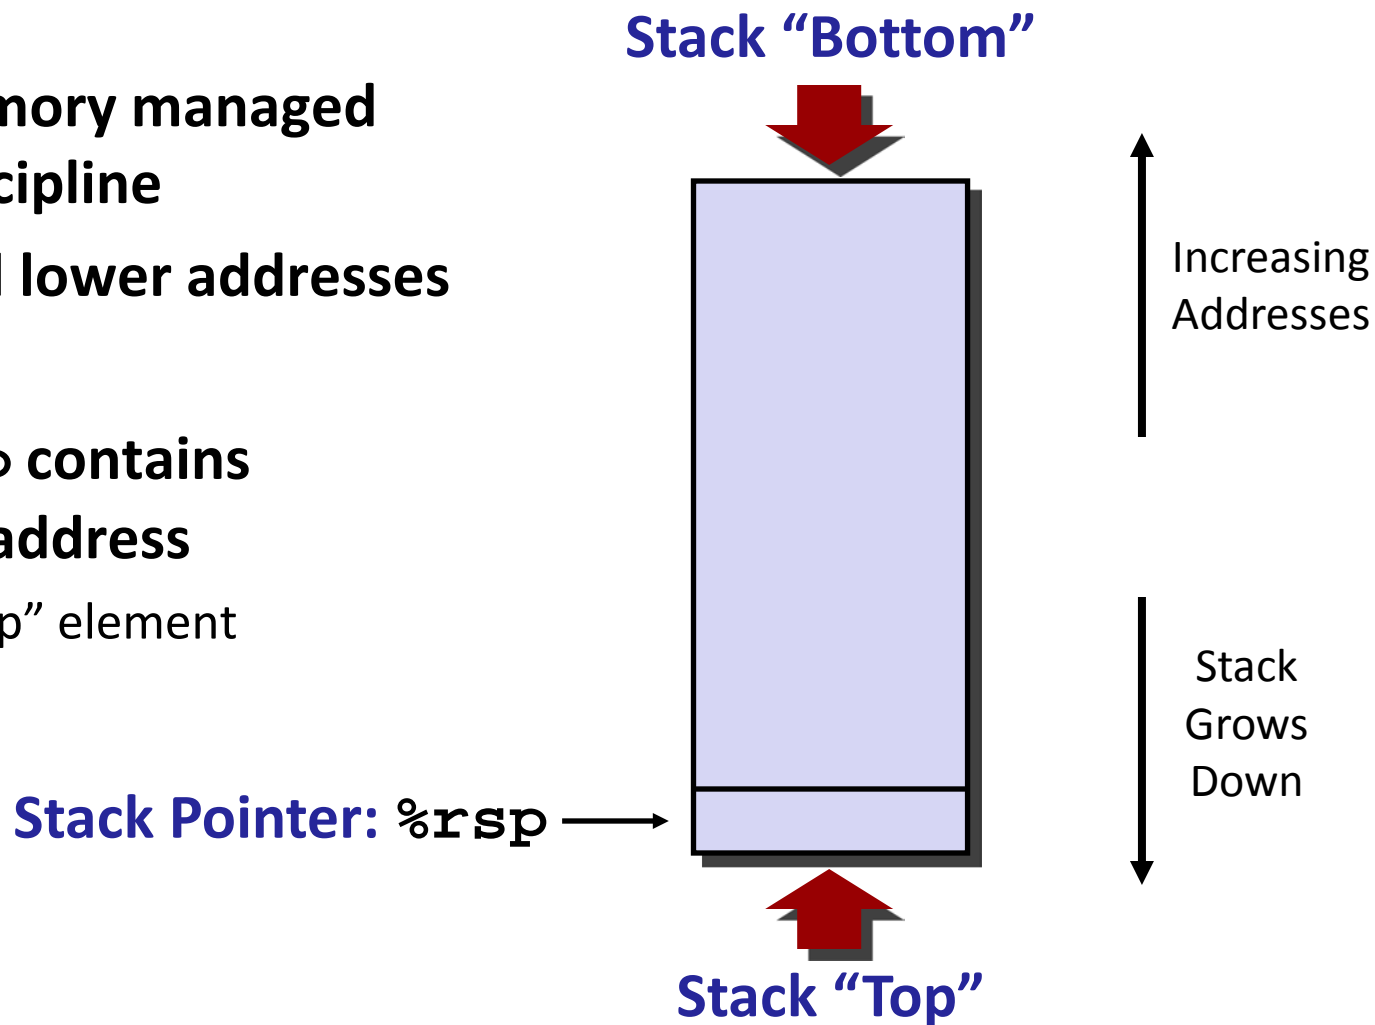 Stack “Bottom”
mory managed
cipline
lower addresses
contains
address
p” element
Increasing
Addresses
Stack
Grows
Down
Stack Pointer: %rsp
Stack “Top”